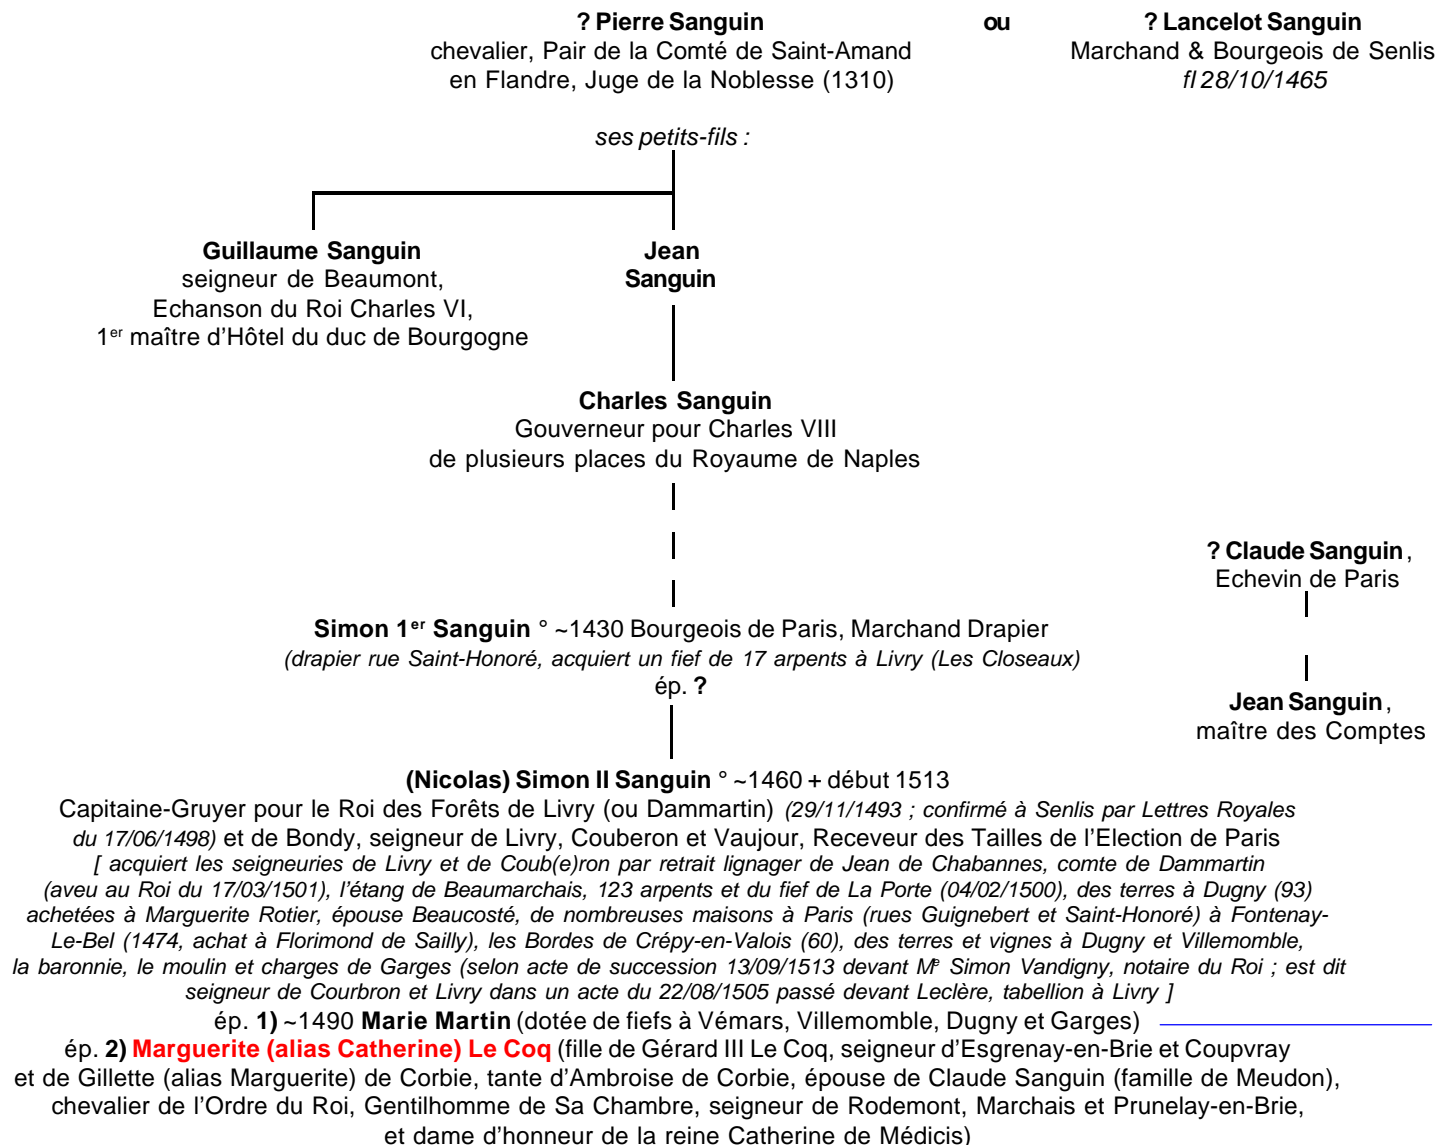 ? Pierre Sanguin ou ? Lancelot Sanguin
chevalier, Pair de la Comté de Saint-Amand Marchand & Bourgeois de Senlis
en Flandre, Juge de la Noblesse (1310) fl 28/10/1465
ses petits-fils :
Guillaume Sanguin Jean
seigneur de Beaumont, Sanguin
Echanson du Roi Charles VI,
1er maître d’Hôtel du duc de Bourgogne
Charles Sanguin
Gouverneur pour Charles VIII
de plusieurs places du Royaume de Naples
? Claude Sanguin,
Echevin de Paris
Simon 1er Sanguin ° ~1430 Bourgeois de Paris, Marchand Drapier
(drapier rue Saint-Honoré, acquiert un fief de 17 arpents à Livry (Les Closeaux)
ép. ?
Jean Sanguin,
maître des Comptes
(Nicolas) Simon II Sanguin ° ~1460 + début 1513
Capitaine-Gruyer pour le Roi des Forêts de Livry (ou Dammartin) (29/11/1493 ; confirmé à Senlis par Lettres Royales
du 17/06/1498) et de Bondy, seigneur de Livry, Couberon et Vaujour, Receveur des Tailles de l’Election de Paris
[ acquiert les seigneuries de Livry et de Coub(e)ron par retrait lignager de Jean de Chabannes, comte de Dammartin
(aveu au Roi du 17/03/1501), l’étang de Beaumarchais, 123 arpents et du fief de La Porte (04/02/1500), des terres à Dugny (93)
achetées à Marguerite Rotier, épouse Beaucosté, de nombreuses maisons à Paris (rues Guignebert et Saint-Honoré) à Fontenay-
Le-Bel (1474, achat à Florimond de Sailly), les Bordes de Crépy-en-Valois (60), des terres et vignes à Dugny et Villemomble,
la baronnie, le moulin et charges de Garges (selon acte de succession 13/09/1513 devant Me Simon Vandigny, notaire du Roi ; est dit
seigneur de Courbron et Livry dans un acte du 22/08/1505 passé devant Leclère, tabellion à Livry ]
ép. 1) ~1490 Marie Martin (dotée de fiefs à Vémars, Villemomble, Dugny et Garges)
ép. 2) Marguerite (alias Catherine) Le Coq (fille de Gérard III Le Coq, seigneur d’Esgrenay-en-Brie et Coupvray
et de Gillette (alias Marguerite) de Corbie, tante d’Ambroise de Corbie, épouse de Claude Sanguin (famille de Meudon),
chevalier de l’Ordre du Roi, Gentilhomme de Sa Chambre, seigneur de Rodemont, Marchais et Prunelay-en-Brie,
et dame d’honneur de la reine Catherine de Médicis)